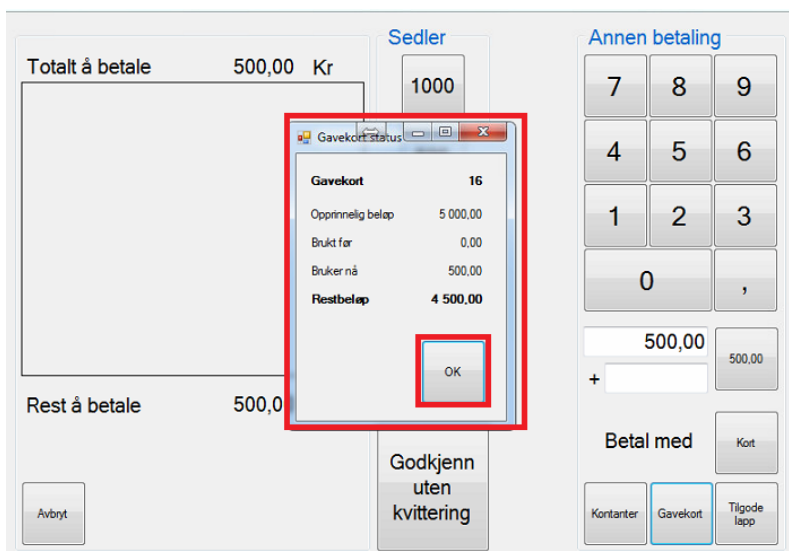 Totalt å betale 500,00 Kr
Sedler
1000
Gavekort status
Gavekort 16
Opprinnelig beløp 5 000,00
Brukt før 0,00
Bruker nå 500,00
Restbeløp 4 500,00
OK
Rest å betale 500,0
Godkjenn
uten
kvittering
Avbryt
Annen betaling
7 8 9
4 5 6
1 2 3
0 ,
500,00
500,00
+
Betal med
Kort
Kontanter
Gavekort
Tilgode
lapp